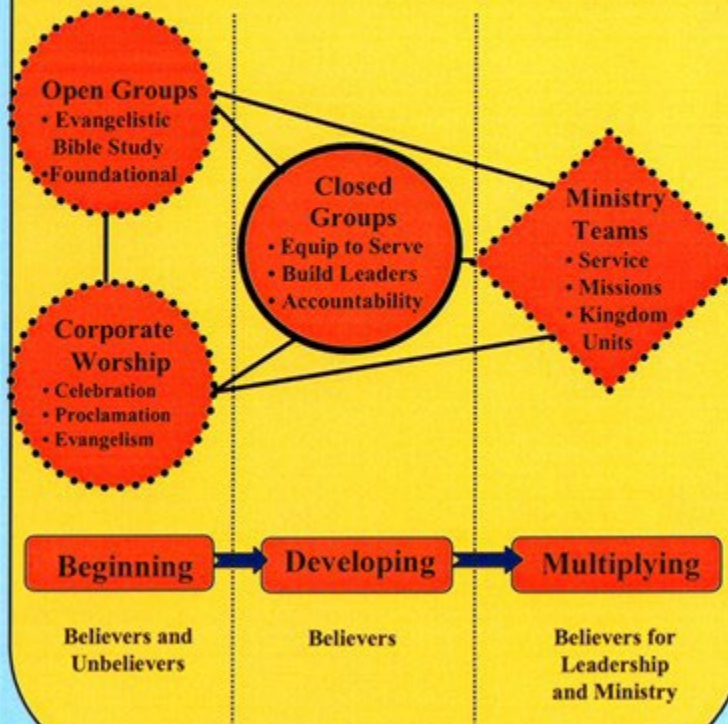 Open Groups
• Evangelistic
Bible Study
•Foundational
Closed
Groups
• Equip to Serve
• Build Leaders
• Accountability
Ministry
Teams
• Service
• Missions
• Kingdom
Units
Corporate
Worship
• Celebration
• Proclamation
• Evangelism
Beginning
Developing
Multiplying
Believers and
Unbelievers
Believers
Believers for
Leadership
and Ministry